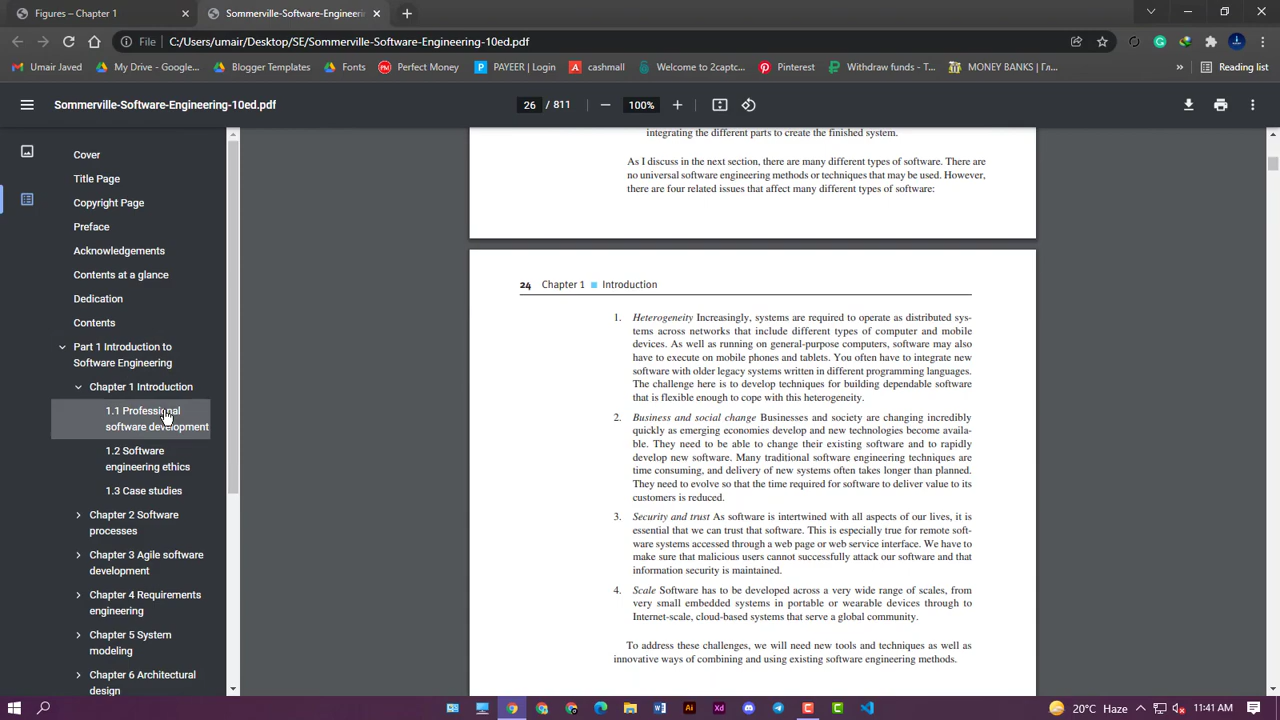 Figures – Chapter 1
Sommerville-Software-Engineerin
File
C:/Users/umair/Desktop/SE/Sommerville-Software-Engineering-10ed.pdf
Umair Javed
My Drive - Google...
Blogger Templates
Fonts
Perfect Money
PAYEER | Login
cashmall
Welcome to 2captc...
Pinterest
Withdraw funds - T...
MONEY BANKS | Гл...
»
Reading list
Sommerville-Software-Engineering-10ed.pdf
26 / 811
100%
Cover
Title Page
Copyright Page
Preface
Acknowledgements
Contents at a glance
Dedication
Contents
Part 1 Introduction to
Software Engineering
Chapter 1 Introduction
1.1 Professional
software development
1.2 Software
engineering ethics
1.3 Case studies
Chapter 2 Software
processes
Chapter 3 Agile software
development
Chapter 4 Requirements
engineering
Chapter 5 System
modeling
Chapter 6 Architectural
design
integrating the different parts to create the finished system.
As I discuss in the next section, there are many different types of software. There are
no universal software engineering methods or techniques that may be used. However,
there are four related issues that affect many different types of software:
24 Chapter 1 ■ Introduction
1. Heterogeneity Increasingly, systems are required to operate as distributed sys-
tems across networks that include different types of computer and mobile
devices. As well as running on general-purpose computers, software may also
have to execute on mobile phones and tablets. You often have to integrate new
software with older legacy systems written in different programming languages.
The challenge here is to develop techniques for building dependable software
that is flexible enough to cope with this heterogeneity.
2. Business and social change Businesses and society are changing incredibly
quickly as emerging economies develop and new technologies become availa-
ble. They need to be able to change their existing software and to rapidly
develop new software. Many traditional software engineering techniques are
time consuming, and delivery of new systems often takes longer than planned.
They need to evolve so that the time required for software to deliver value to its
customers is reduced.
3. Security and trust As software is intertwined with all aspects of our lives, it is
essential that we can trust that software. This is especially true for remote soft-
ware systems accessed through a web page or web service interface. We have to
make sure that malicious users cannot successfully attack our software and that
information security is maintained.
4. Scale Software has to be developed across a very wide range of scales, from
very small embedded systems in portable or wearable devices through to
Internet-scale, cloud-based systems that serve a global community.
To address these challenges, we will need new tools and techniques as well as
innovative ways of combining and using existing software engineering methods.
20°C Haze
11:41 AM